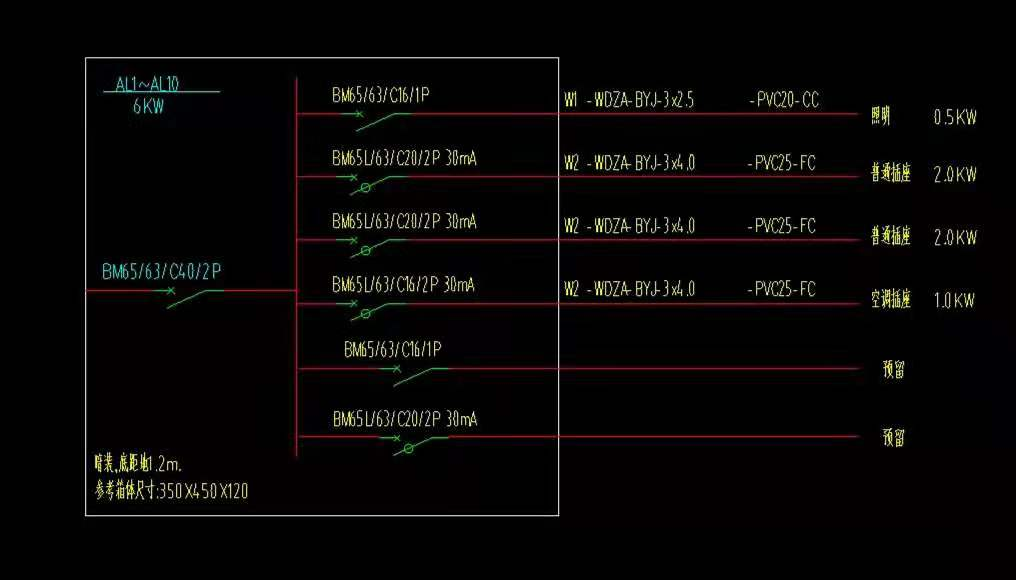 AL1~AL10
6KW
BM65/63/C16/1P
W1 -WDZA-BYJ-3x2.5 -PVC20-CC
照明 0.5KW
BM65L/63/C20/2P 30mA
W2 -WDZA-BYJ-3x4.0 -PVC25-FC
普通插座 2.0KW
BM65L/63/C20/2P 30mA
W2 -WDZA-BYJ-3x4.0 -PVC25-FC
普通插座 2.0KW
BM65/63/C40/2P
BM65L/63/C16/2P 30mA
W2 -WDZA-BYJ-3x4.0 -PVC25-FC
空调插座 1.0KW
BM65/63/C16/1P
预留
BM65L/63/C20/2P 30mA
预留
暗装,底距地1.2m.
参考箱体尺寸:350X450X120